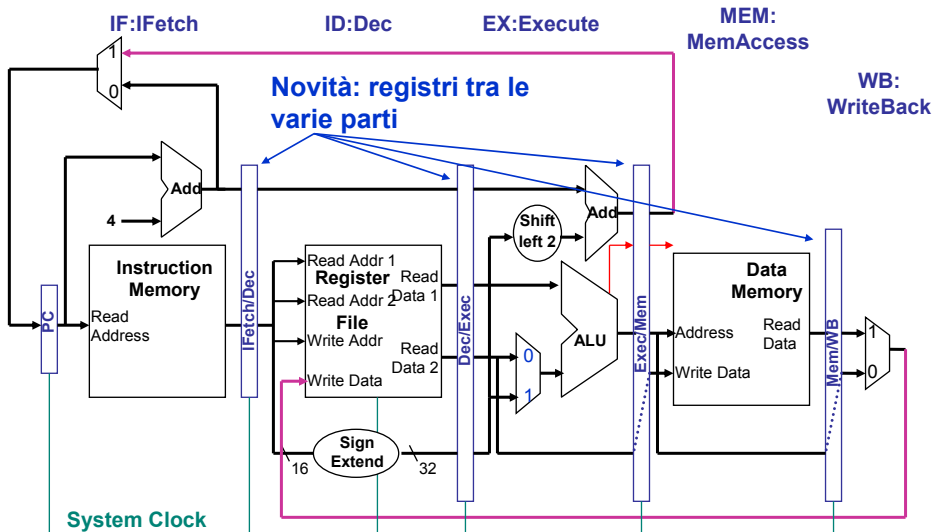 IF:IFetch
ID:Dec
EX:Execute
MEM:
MemAccess
WB:
WriteBack
Novità: registri tra le
varie parti
1
0
Add
4
Shift
left 2
Add
PC
Instruction
Memory
Read
Address
IFetch/Dec
Read Addr 1
Register
Read Addr 2
File
Write Addr
Write Data
Read
Data 1
Read
Data 2
Sign
Extend
16
32
Dec/Exec
0
1
ALU
Exec/Mem
Data
Memory
Address
Read
Data
Write Data
Mem/WB
1
0
System Clock